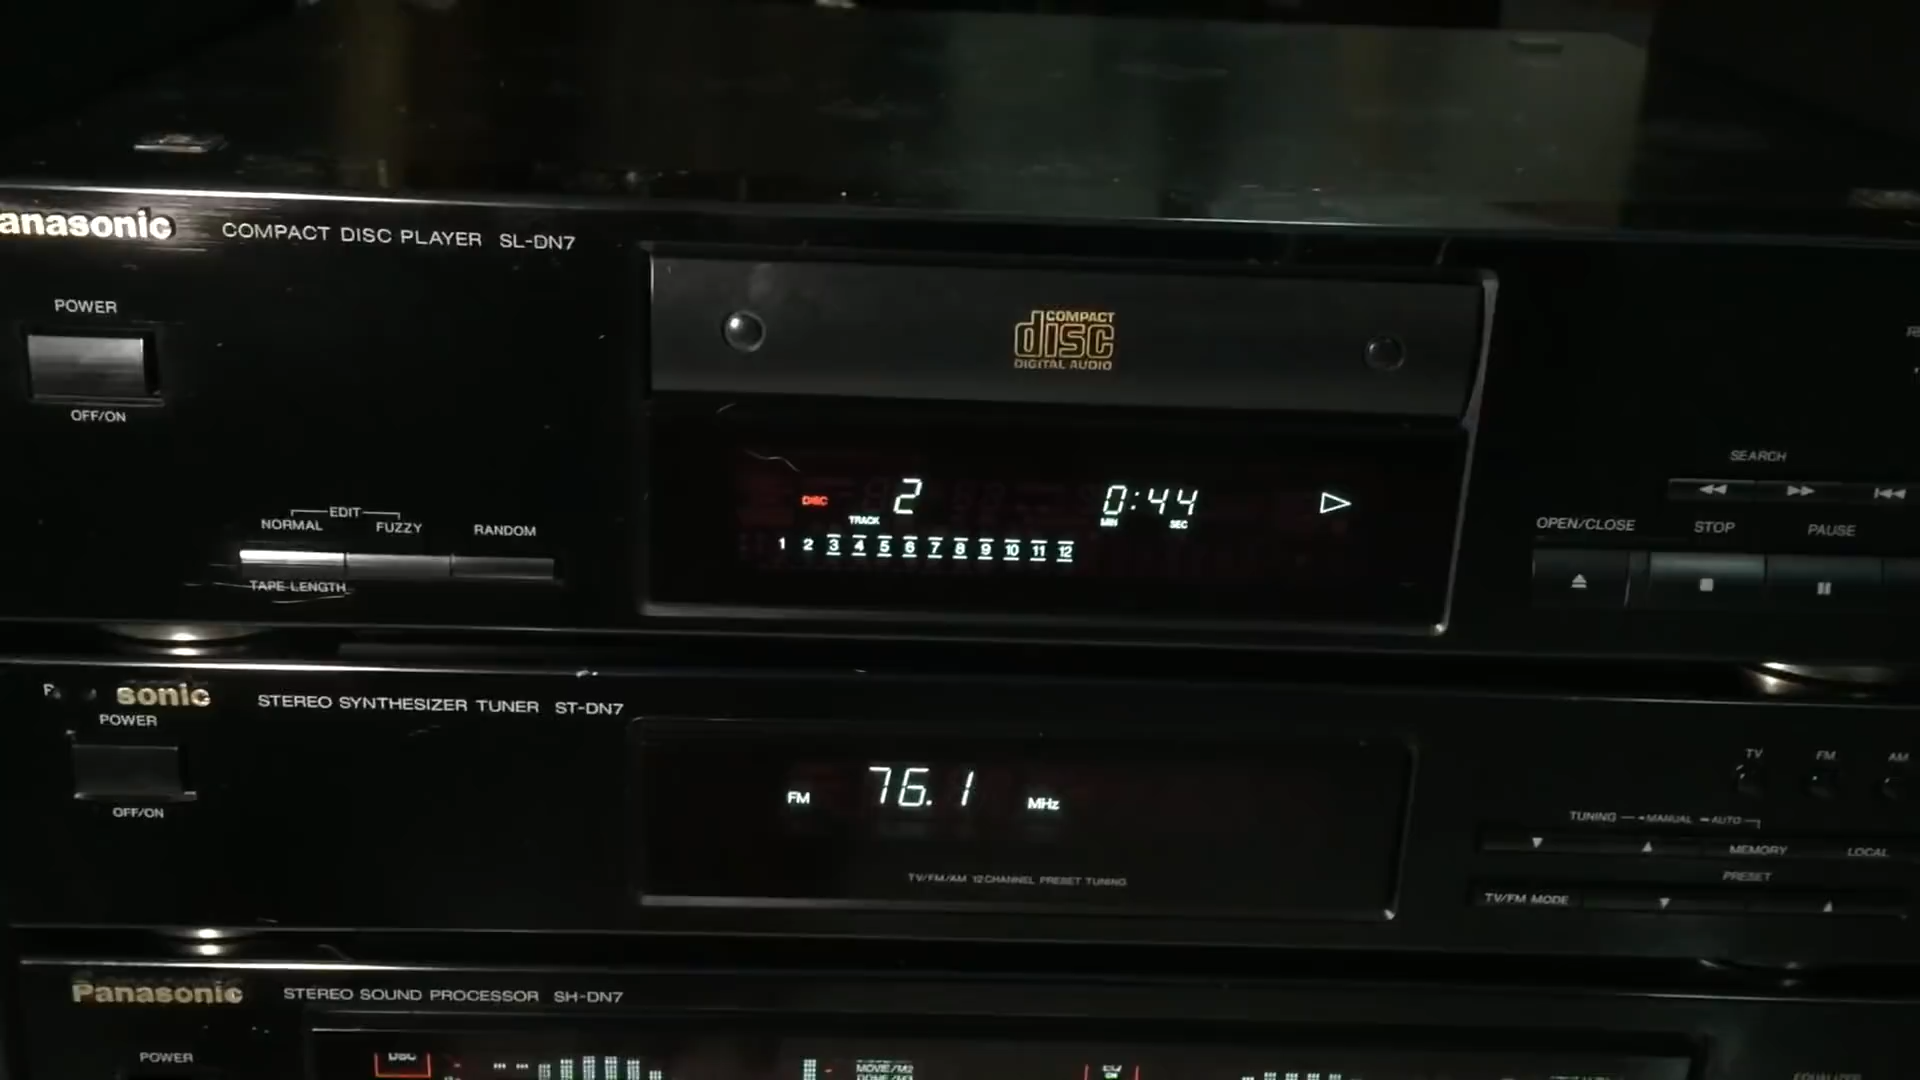 anasonic COMPACT DISC PLAYER SL-DN7
POWER
OFF/ON
EDIT
NORMAL FUZZY RANDOM
TAPE LENGTH
COMPACT
disc
DIGITAL AUDIO
DISC 2 0:44
TRACK MIN SEC
1 2 3 4 5 6 7 8 9 10 11 12
SEARCH
OPEN/CLOSE STOP PAUSE
sonic STEREO SYNTHESIZER TUNER ST-DN7
POWER
OFF/ON
FM 76.1 MHz
TV/FM/AM 12 CHANNEL PRESET TUNING
TV FM AM
TUNING MANUAL AUTO
MEMORY LOCAL
PRESET
TV/FM MODE
Panasonic STEREO SOUND PROCESSOR SH-DN7
POWER
MOVIE/M2